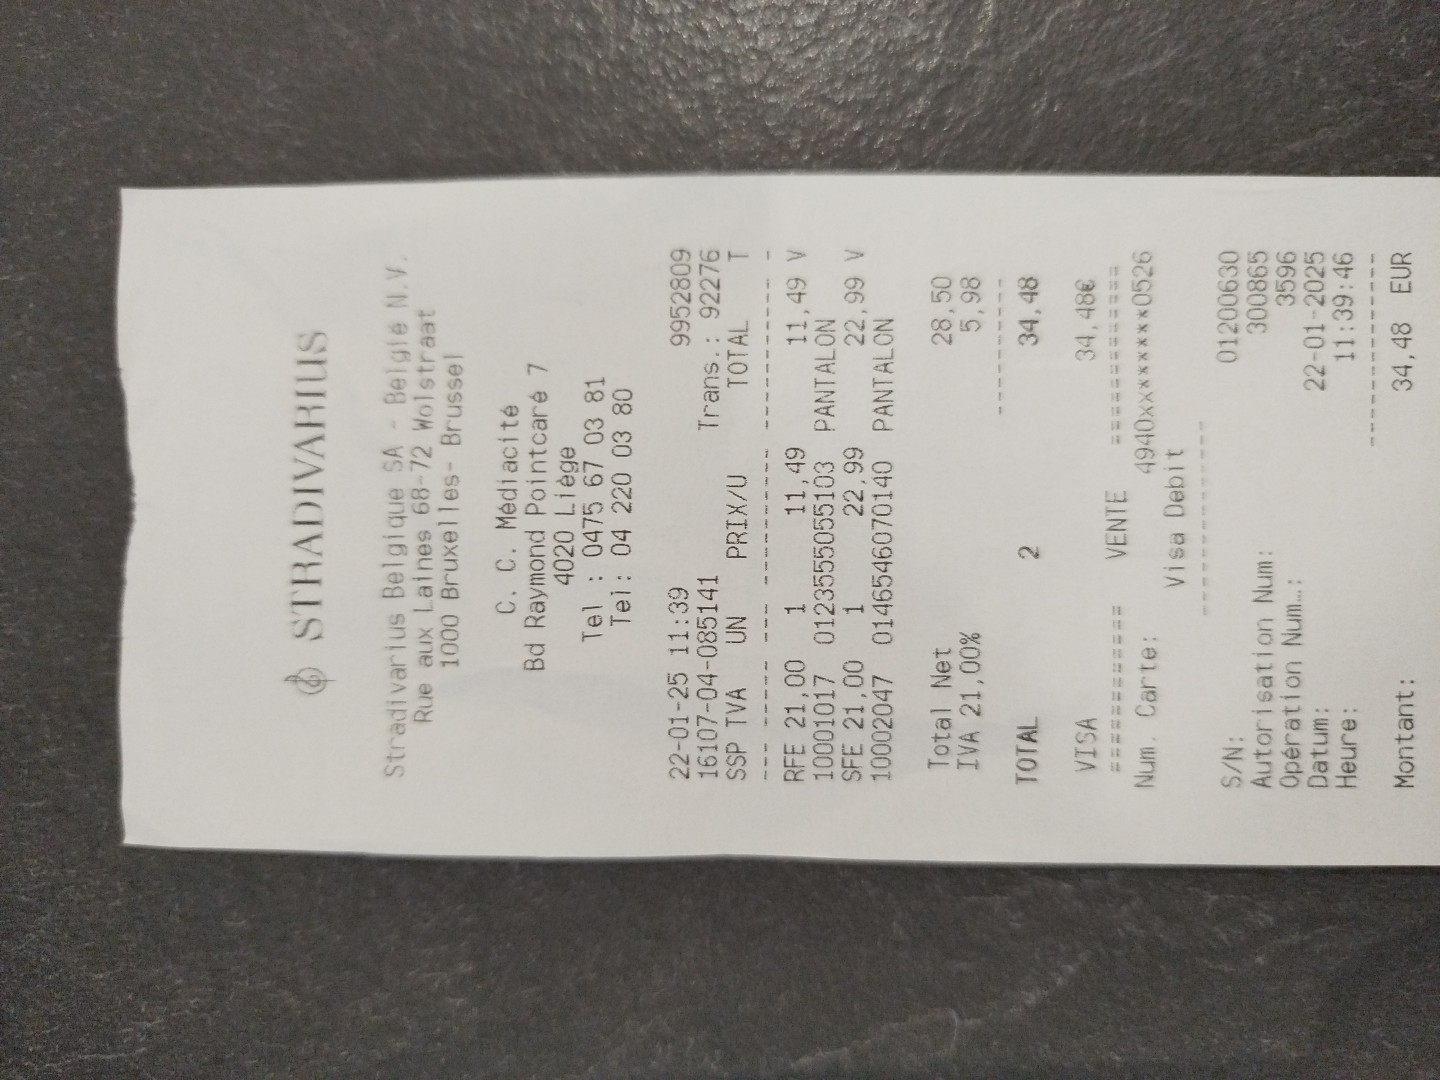 STRADIVARIUS
Stradivarius Belgique SA - België N.V.
Rue aux Laines 68-72 Wolstraat
1000 Bruxelles- Brussel
C. C. Médiacité
Bd Raymond Pointcaré 7
4020 Liège
Tel : 0475 67 03 81
Tel: 04 220 03 80
22-01-25 11:39 9952809
16107-04-085141 Trans.: 92276
SSP TVA UN PRIX/U TOTAL T
--- ----- --- --------- --------- -
RFE 21,00 1 11,49 11,49 V
10001017 01235555055103 PANTALON
SFE 21,00 1 22,99 22,99 V
10002047 01465460070140 PANTALON
Total Net 28,50
IVA 21,00% 5,98
----------
TOTAL 2 34,48
VISA 34,48€
============ VENTE ============
Num. Carte: 4940xxxxxxxx0526
Visa Debit
----------------
S/N: 01200630
Autorisation Num: 300865
Opération Num…: 3596
Datum: 22-01-2025
Heure: 11:39:46
----------------
Montant: 34,48 EUR